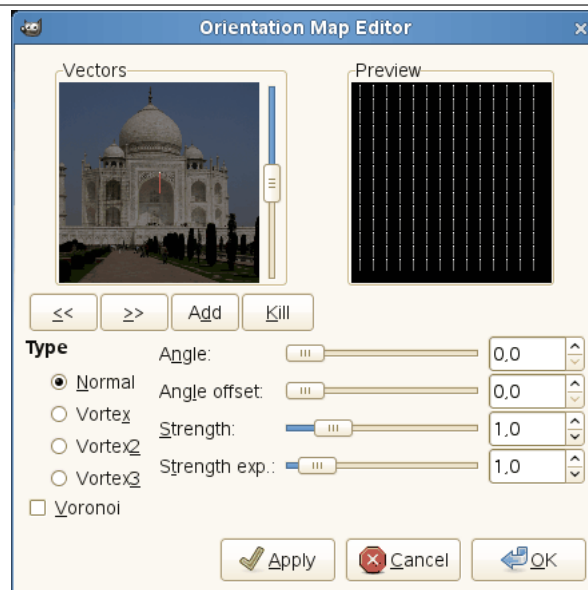 Orientation Map Editor
Vectors
Preview
<<
>>
Add
Kill
Type
Normal
Vortex
Vortex2
Vortex3
Voronoi
Angle: 0,0
Angle offset: 0,0
Strength: 1,0
Strength exp.: 1,0
Apply
Cancel
OK